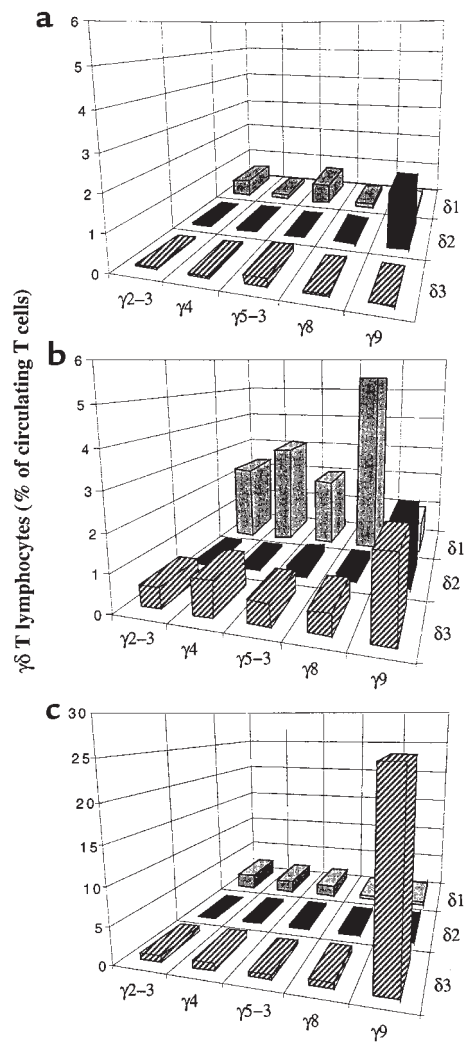 γδ T lymphocytes (% of circulating T cells)
a
6
5
4
3
2
1
0
γ2–3
γ4
γ5–3
γ8
γ9
δ1
δ2
δ3
b
6
5
4
3
2
1
0
γ2–3
γ4
γ5–3
γ8
γ9
δ1
δ2
δ3
c
30
25
20
15
10
5
0
γ2–3
γ4
γ5–3
γ8
γ9
δ1
δ2
δ3